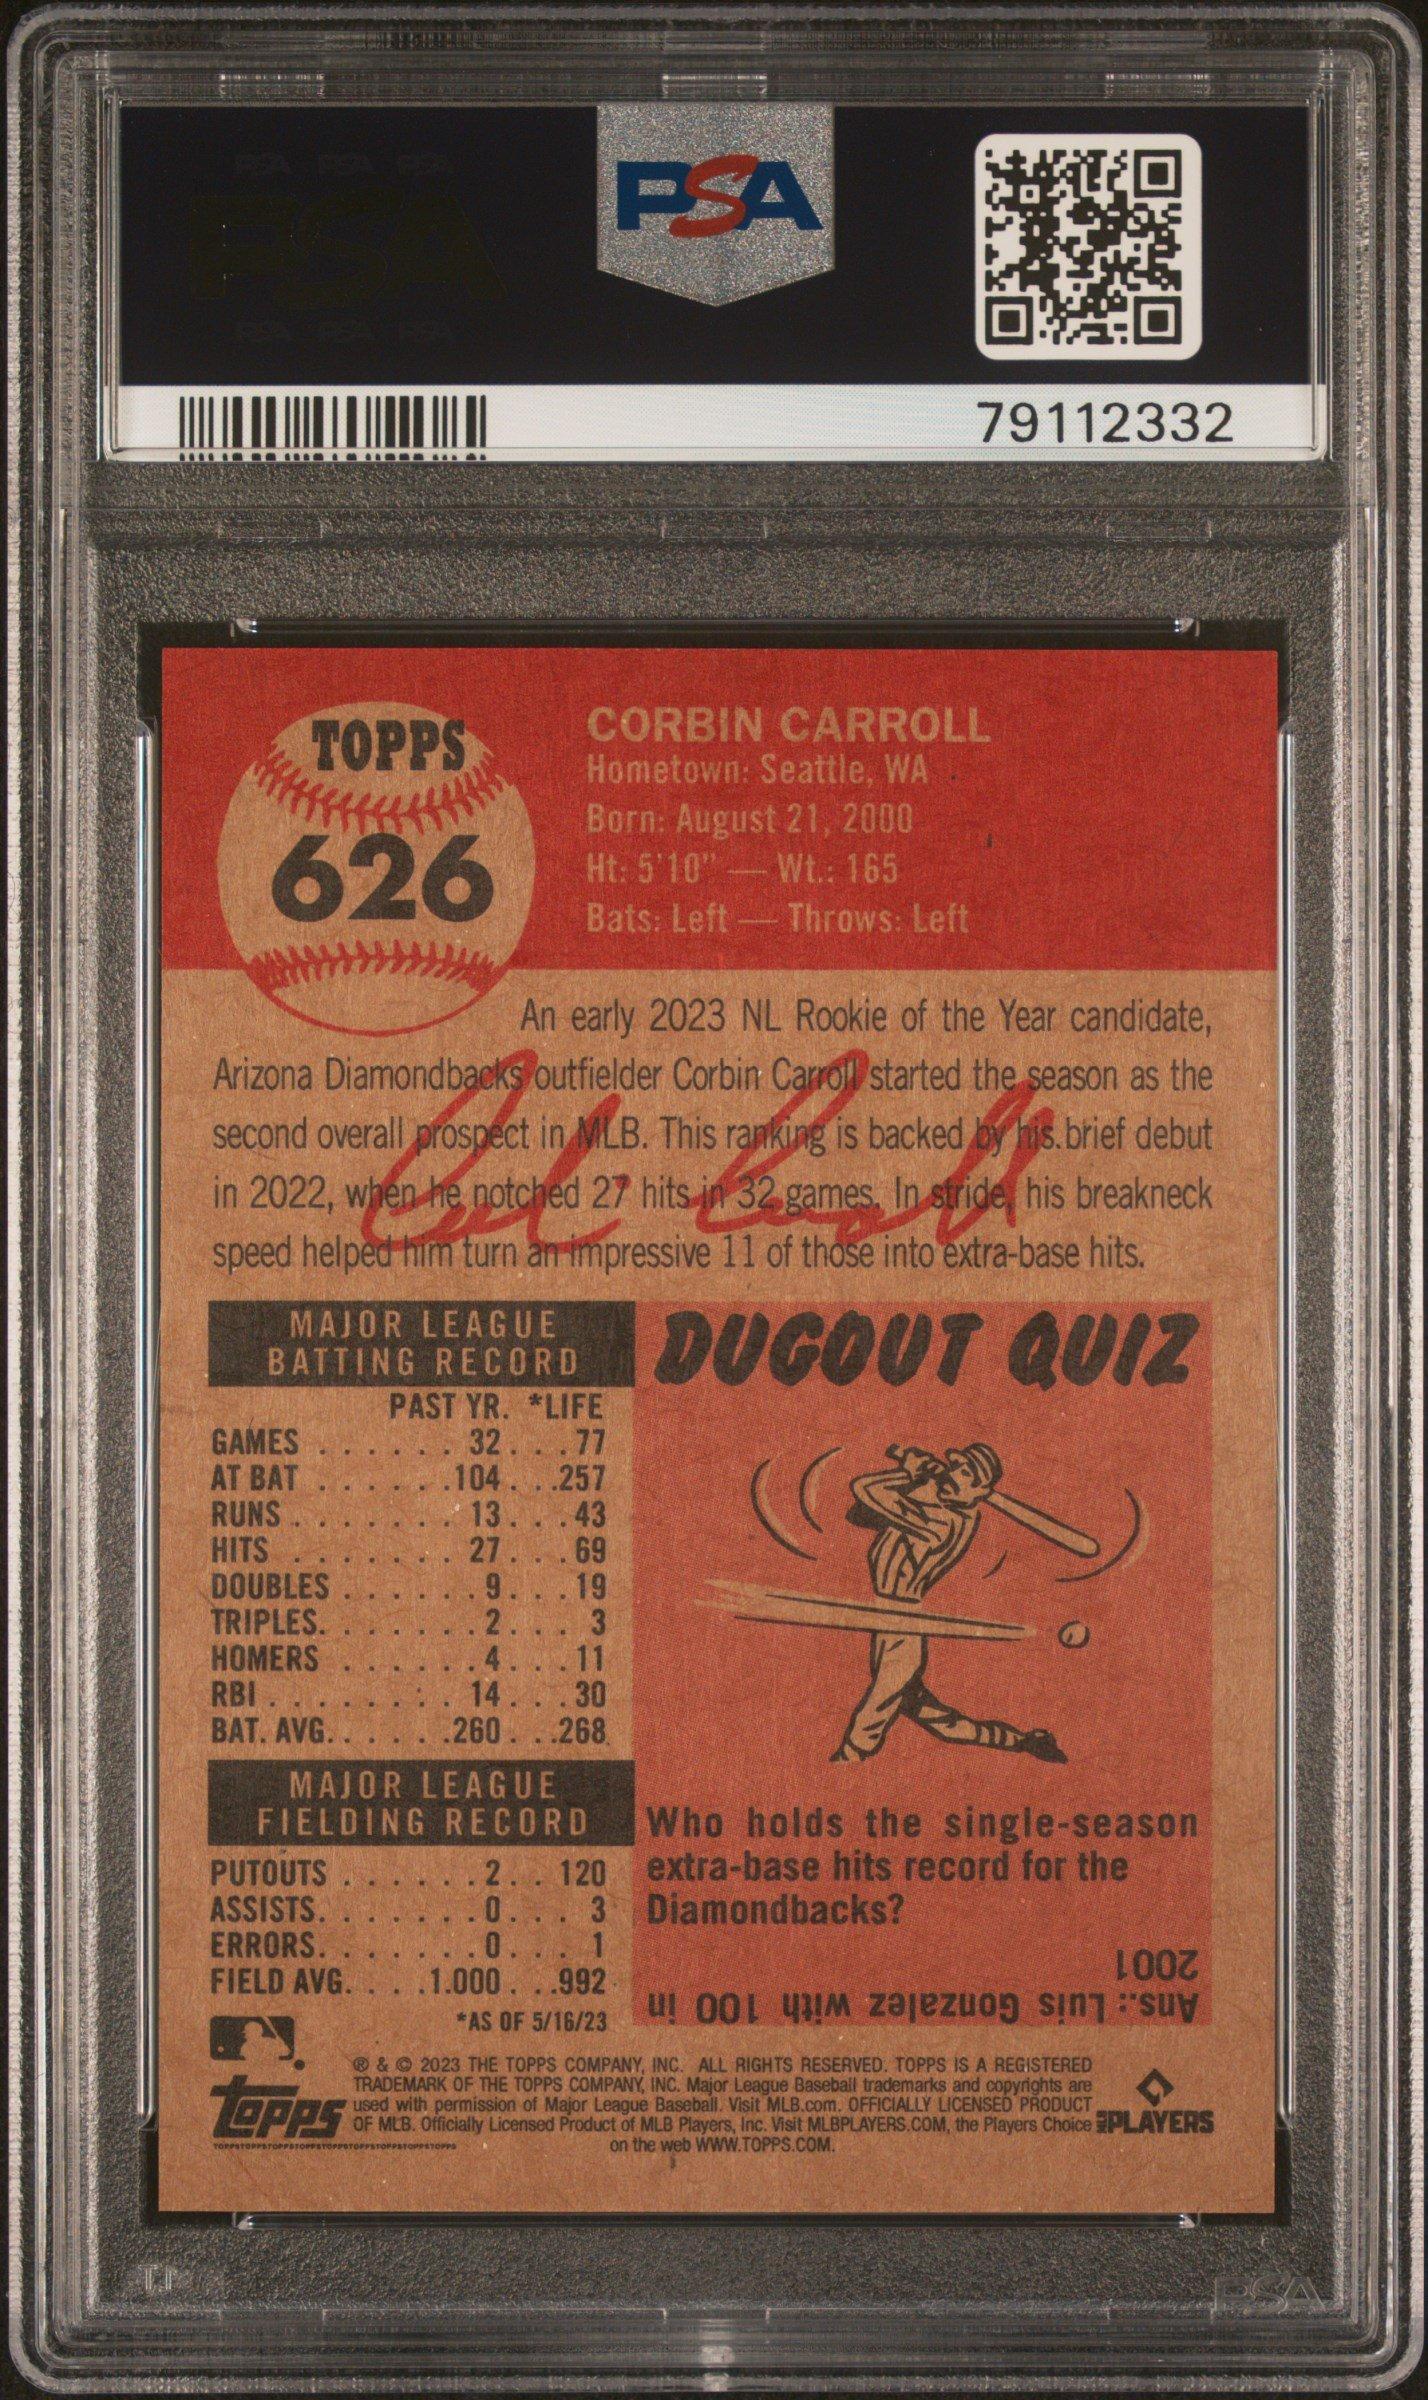 PSA PSA PSA
PSA
PSA PSA PSA
PSA
79112332
TOPPS
626
CORBIN CARROLL
Hometown: Seattle, WA
Born: August 21, 2000
Ht: 5'10" — Wt.: 165
Bats: Left — Throws: Left
An early 2023 NL Rookie of the Year candidate,
Arizona Diamondbacks outfielder Corbin Carroll started the season as the
second overall prospect in MLB. This ranking is backed by his brief debut
in 2022, when he notched 27 hits in 32 games. In stride, his breakneck
speed helped him turn an impressive 11 of those into extra-base hits.
MAJOR LEAGUE
BATTING RECORD
PAST YR. *LIFE
GAMES . . . . . . 32. . .77
AT BAT . . . . . .104. . .257
RUNS . . . . . . . 13. . .43
HITS . . . . . . . 27. . .69
DOUBLES . . . . . .9. . .19
TRIPLES. . . . . . .2. . . 3
HOMERS . . . . . .4. . .11
RBI . . . . . . . . 14. . .30
BAT. AVG. . . . . .260. . .268
MAJOR LEAGUE
FIELDING RECORD
PUTOUTS . . . . . .2. . 120
ASSISTS. . . . . . .0. . . 3
ERRORS. . . . . . .0. . . 1
FIELD AVG. . . .1.000. . .992
*AS OF 5/16/23
DUGOUT QUIZ
Who holds the single-season
extra-base hits record for the
Diamondbacks?
Ans.: Luis Gonzalez with 100 in
2001
® & © 2023 THE TOPPS COMPANY, INC. ALL RIGHTS RESERVED. TOPPS IS A REGISTERED
TRADEMARK OF THE TOPPS COMPANY, INC. Major League Baseball trademarks and copyrights are
used with permission of Major League Baseball. Visit MLB.com. OFFICIALLY LICENSED PRODUCT
OF MLB. Officially Licensed Product of MLB Players, Inc. Visit MLBPLAYERS.COM, the Players Choice
on the web WWW.TOPPS.COM.
topps
TOPPSTOPPSTOPPSTOPPSTOPPSTOPPSTOPPSTOPPS
MLB PLAYERS
PSA